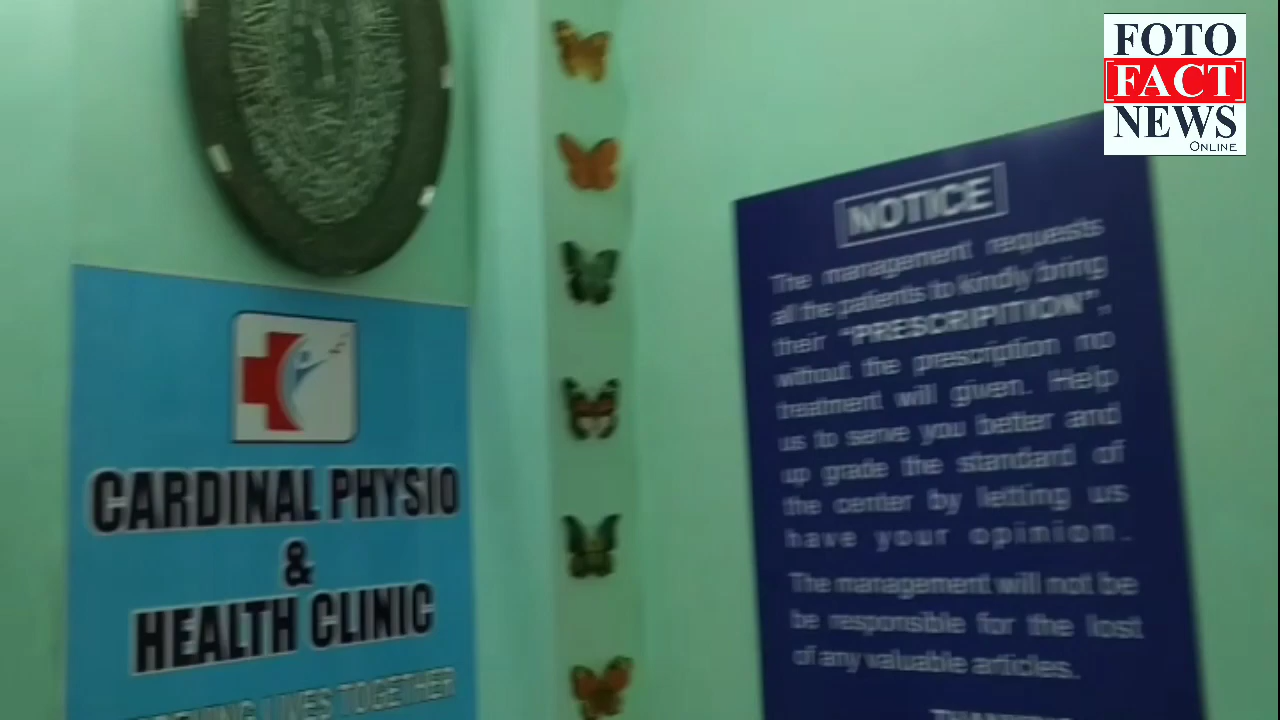 FOTO
FACT
NEWS
ONLINE
CARDINAL PHYSIO
&
HEALTH CLINIC
LIVES TOGETHER
NOTICE
The management requests
all the patients to kindly bring
their "PRESCRIPITION",
without the prescription no
treatment will given. Help
us to serve you better and
up grade the standard of
the center by letting us
have your opinion.
The management will not be
be responsible for the lost
of any valuable articles.